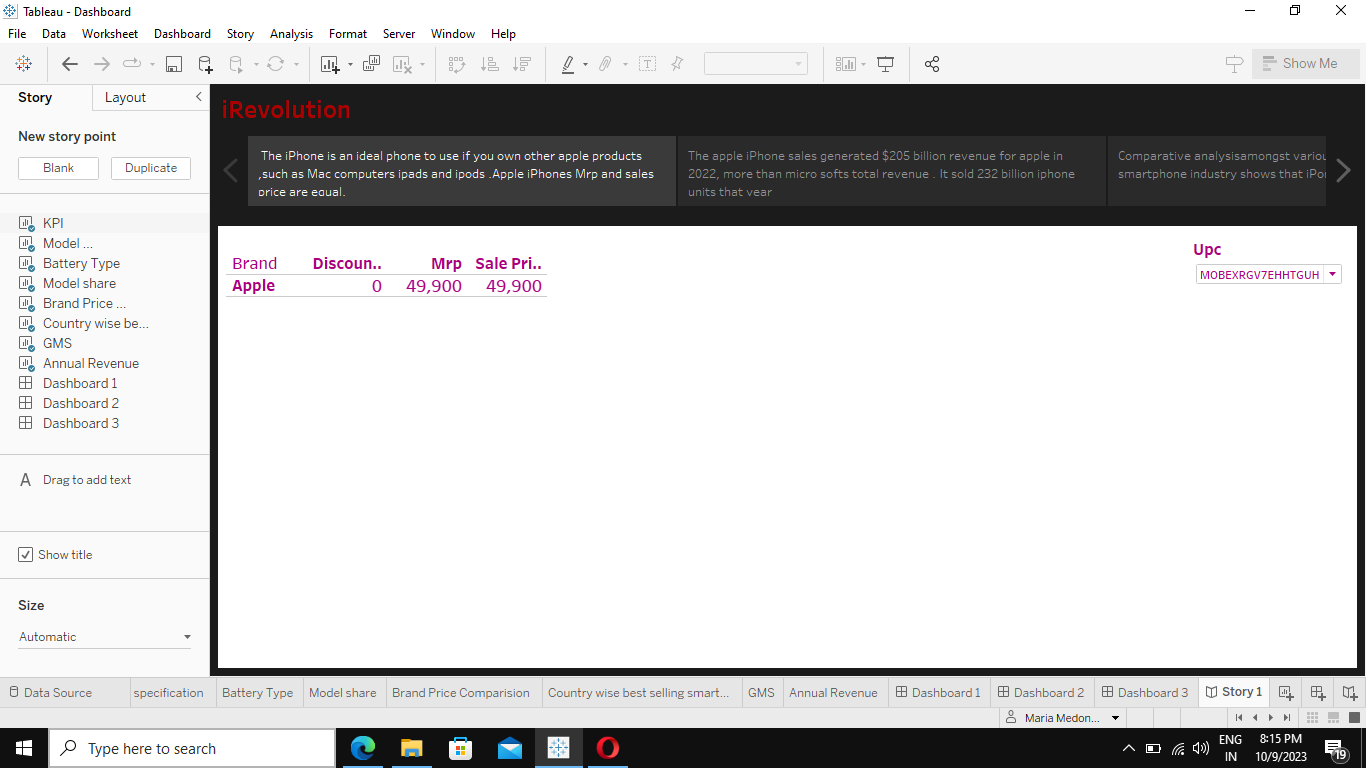 Tableau - Dashboard
File Data Worksheet Dashboard Story Analysis Format Server Window Help
Show Me
Story Layout
New story point
Blank Duplicate
KPI
Model ...
Battery Type
Model share
Brand Price ...
Country wise be...
GMS
Annual Revenue
Dashboard 1
Dashboard 2
Dashboard 3
A Drag to add text
Show title
Size
Automatic
iRevolution
The iPhone is an ideal phone to use if you own other apple products
,such as Mac computers ipads and ipods .Apple iPhones Mrp and sales
price are equal.
The apple iPhone sales generated $205 billion revenue for apple in
2022, more than micro softs total revenue . It sold 232 billion iphone
units that year
Comparative analysisamongst variou
smartphone industry shows that iPo
Brand Discoun.. Mrp Sale Pri..
Apple 0 49,900 49,900
Upc
MOBEXRGV7EHHTGUH
Data Source specification Battery Type Model share Brand Price Comparision Country wise best selling smart... GMS Annual Revenue Dashboard 1 Dashboard 2 Dashboard 3 Story 1
Maria Medon...
Type here to search
ENG
IN
8:15 PM
10/9/2023
19